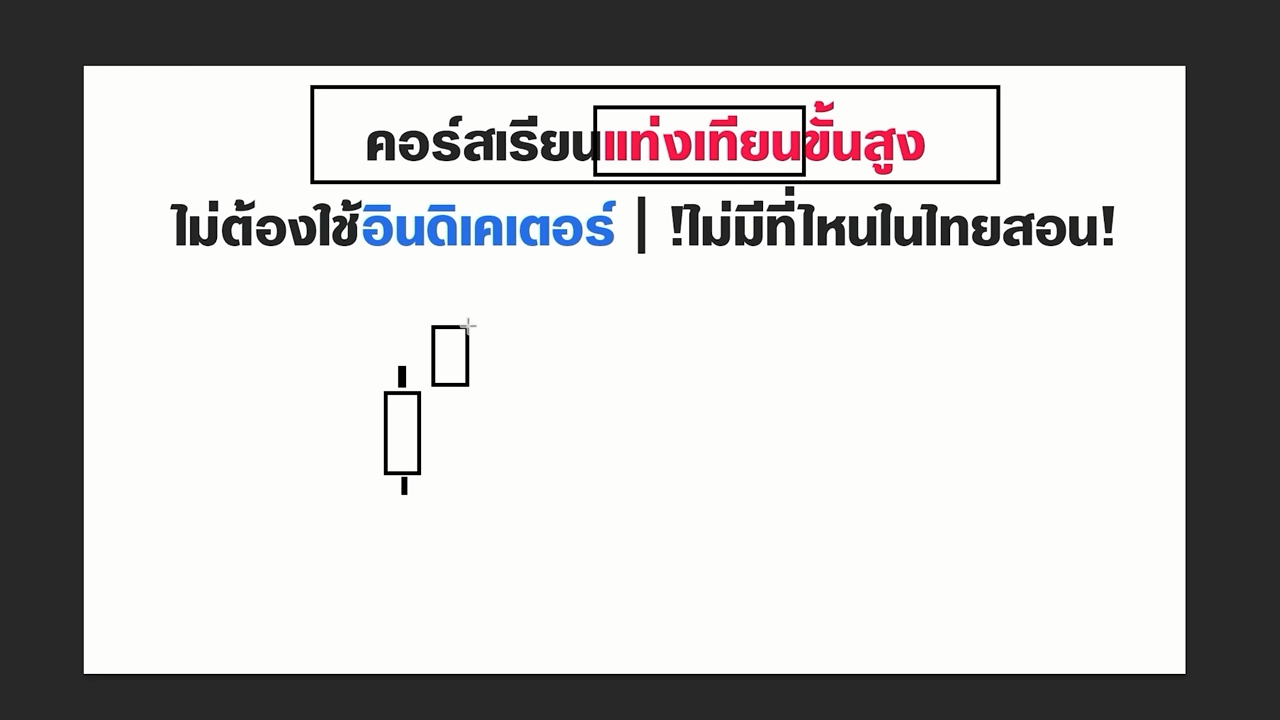 คอร์สเรียนแท่งเทียนขั้นสูง
ไม่ต้องใช้อินดิเคเตอร์ | !ไม่มีที่ไหนในไทยสอน!